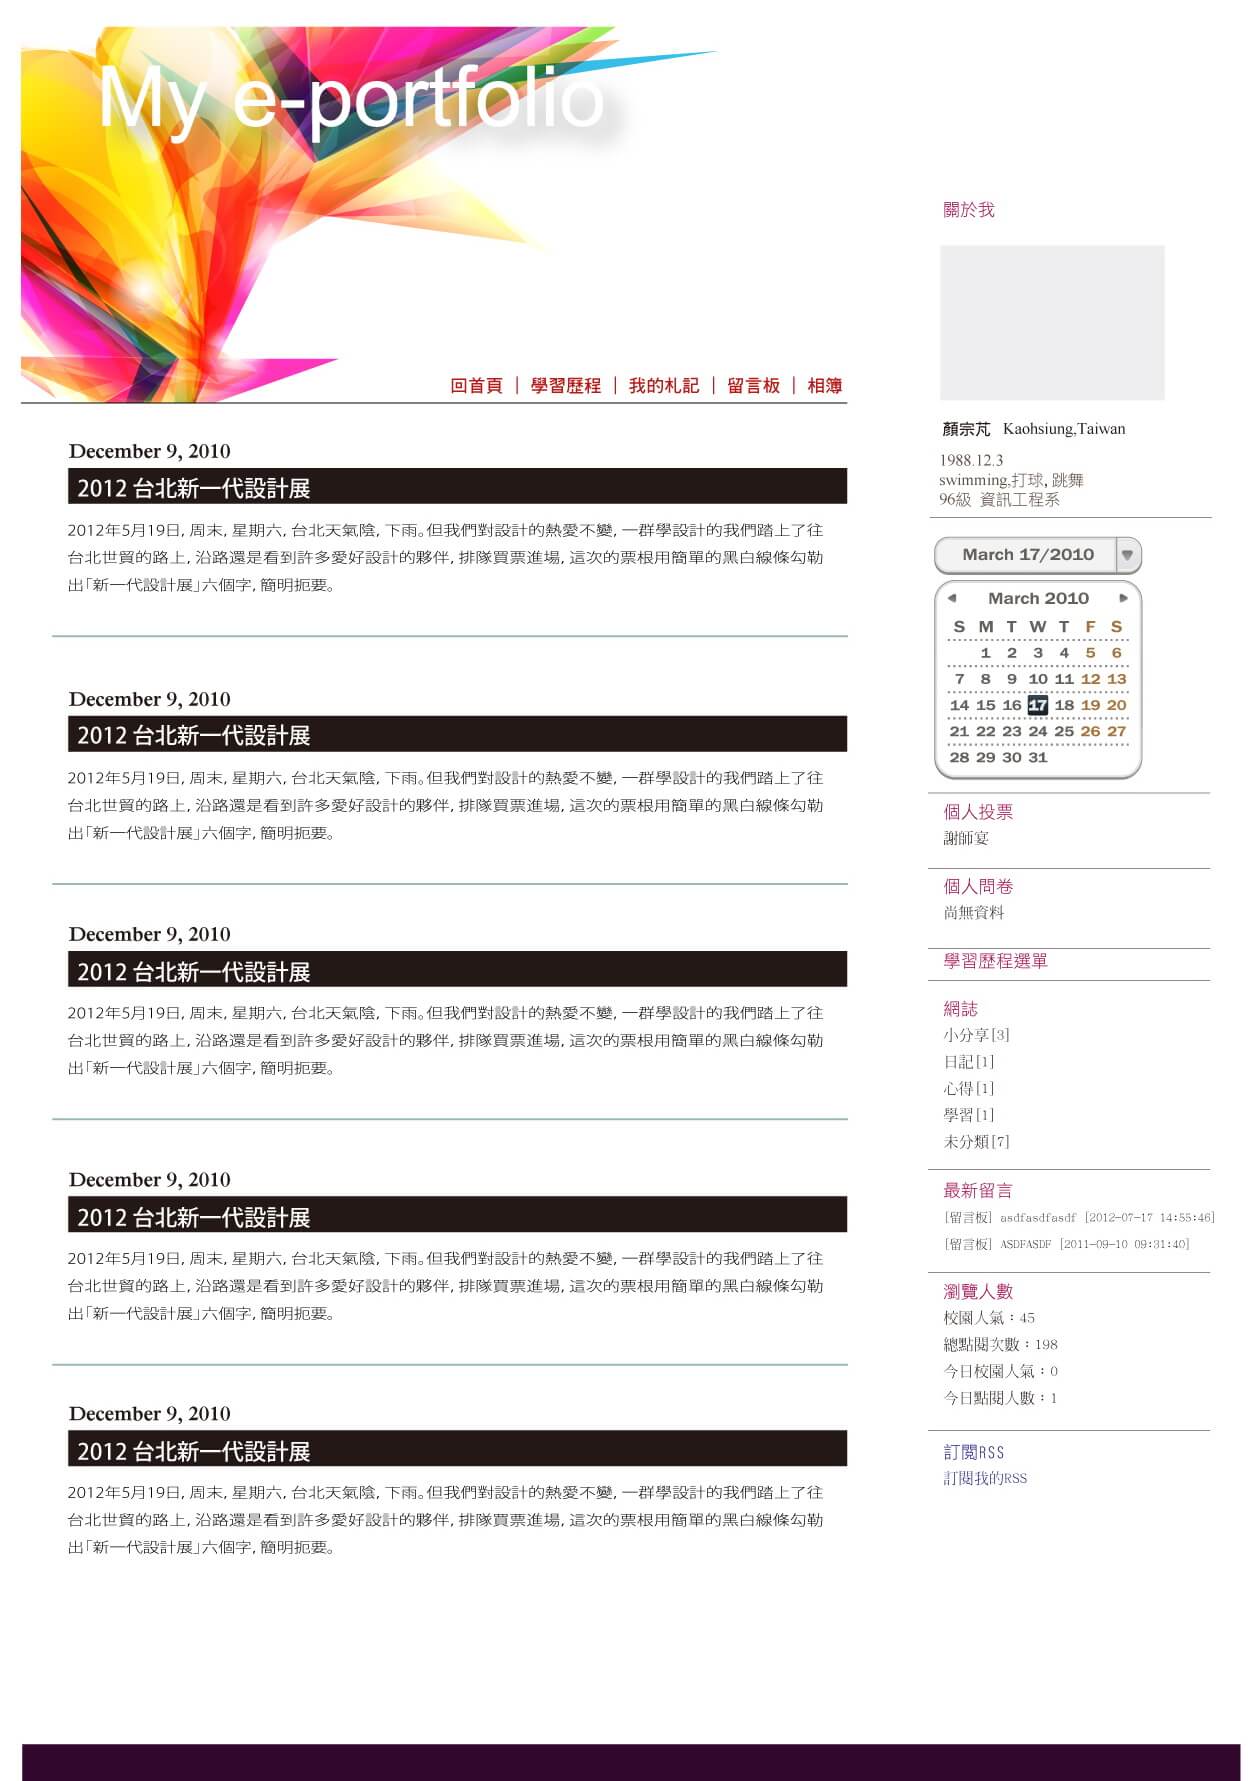 My e-portfolio
回首頁 | 學習歷程 | 我的札記 | 留言板 | 相簿
December 9, 2010
2012 台北新一代設計展
2012年5月19日, 周末, 星期六, 台北天氣陰, 下雨。但我們對設計的熱愛不變, 一群學設計的我們踏上了往
台北世貿的路上, 沿路還是看到許多愛好設計的夥伴, 排隊買票進場, 這次的票根用簡單的黑白線條勾勒
出「新一代設計展」六個字, 簡明扼要。
December 9, 2010
2012 台北新一代設計展
2012年5月19日, 周末, 星期六, 台北天氣陰, 下雨。但我們對設計的熱愛不變, 一群學設計的我們踏上了往
台北世貿的路上, 沿路還是看到許多愛好設計的夥伴, 排隊買票進場, 這次的票根用簡單的黑白線條勾勒
出「新一代設計展」六個字, 簡明扼要。
December 9, 2010
2012 台北新一代設計展
2012年5月19日, 周末, 星期六, 台北天氣陰, 下雨。但我們對設計的熱愛不變, 一群學設計的我們踏上了往
台北世貿的路上, 沿路還是看到許多愛好設計的夥伴, 排隊買票進場, 這次的票根用簡單的黑白線條勾勒
出「新一代設計展」六個字, 簡明扼要。
December 9, 2010
2012 台北新一代設計展
2012年5月19日, 周末, 星期六, 台北天氣陰, 下雨。但我們對設計的熱愛不變, 一群學設計的我們踏上了往
台北世貿的路上, 沿路還是看到許多愛好設計的夥伴, 排隊買票進場, 這次的票根用簡單的黑白線條勾勒
出「新一代設計展」六個字, 簡明扼要。
December 9, 2010
2012 台北新一代設計展
2012年5月19日, 周末, 星期六, 台北天氣陰, 下雨。但我們對設計的熱愛不變, 一群學設計的我們踏上了往
台北世貿的路上, 沿路還是看到許多愛好設計的夥伴, 排隊買票進場, 這次的票根用簡單的黑白線條勾勒
出「新一代設計展」六個字, 簡明扼要。
關於我
顏宗芃 Kaohsiung,Taiwan
1988.12.3
swimming,打球, 跳舞
96級 資訊工程系
March 17/2010
March 2010
S M T W T F S
1 2 3 4 5 6
7 8 9 10 11 12 13
14 15 16 17 18 19 20
21 22 23 24 25 26 27
28 29 30 31
個人投票
謝師宴
個人問卷
尚無資料
學習歷程選單
網誌
小分享[3]
日記[1]
心得[1]
學習[1]
未分類[7]
最新留言
[留言板] asdfasdfasdf [2012-07-17 14:55:46]
[留言板] ASDFASDF [2011-09-10 09:31:40]
瀏覽人數
校園人氣：45
總點閱次數：198
今日校園人氣：0
今日點閱人數：1
訂閱RSS
訂閱我的RSS